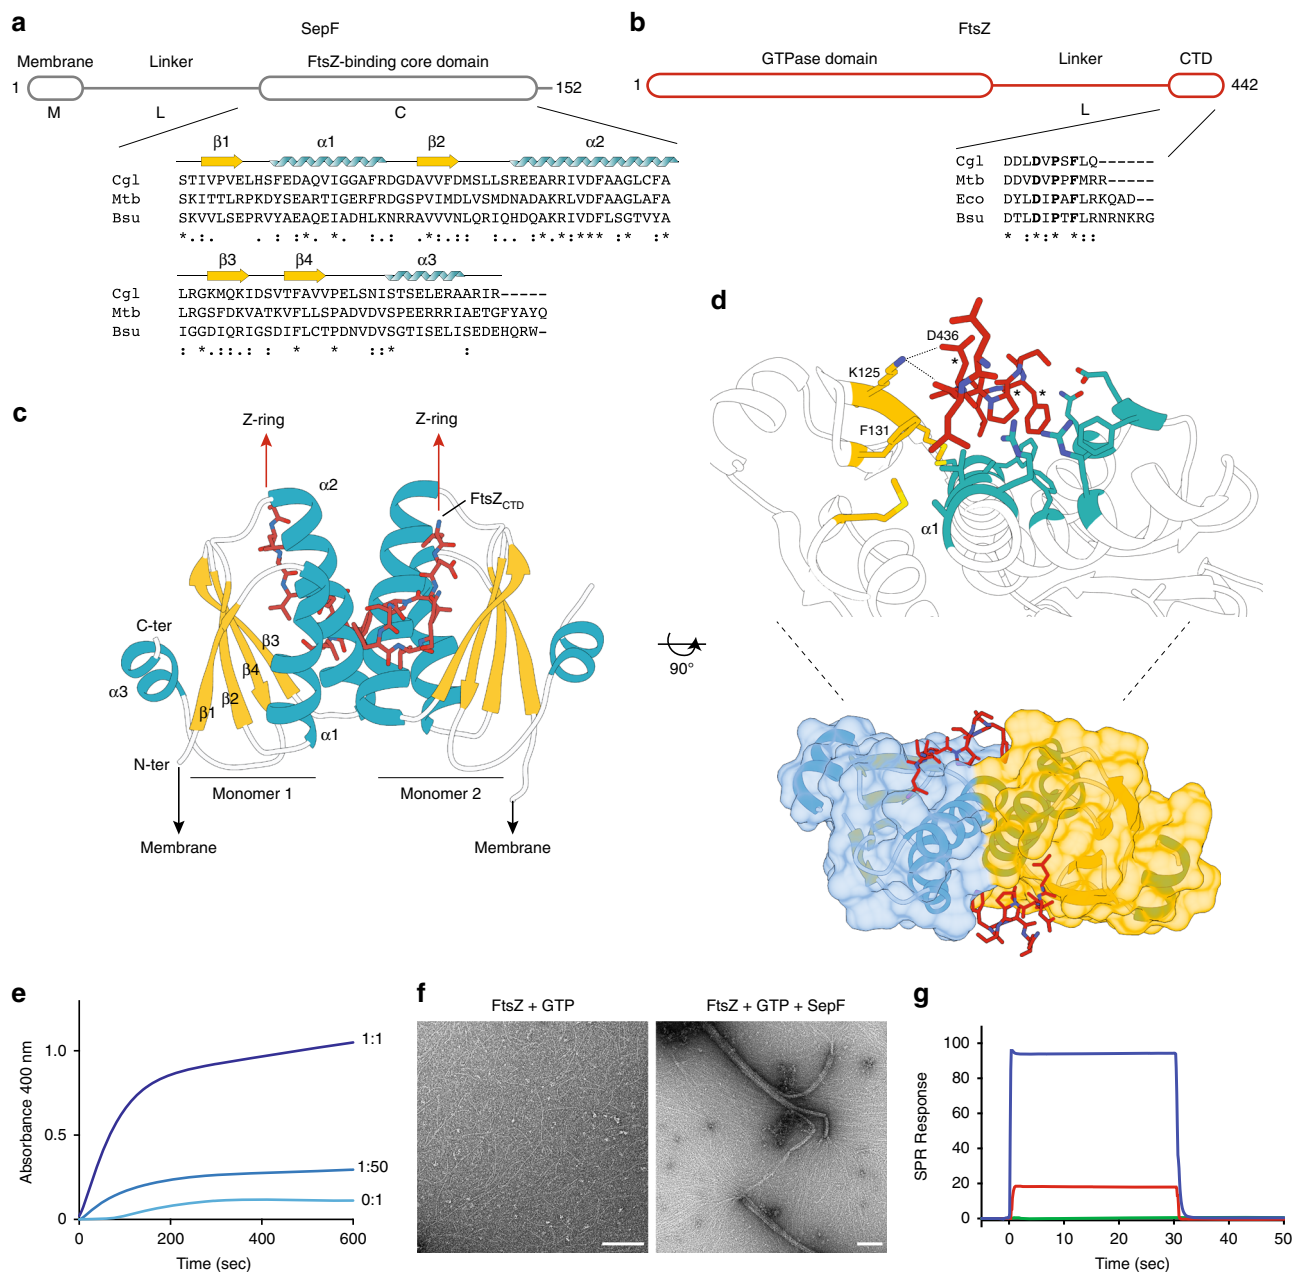 a
SepF
Membrane
Linker
FtsZ-binding core domain
1
152
M
L
C
β1
α1
β2
α2
Cgl STIVPVELHSFEDAQVIGGAFRDGDAVVFDMSLLSREEARRIVDFAAGLCFA
Mtb SKITTLRPKDYSEARTIGERFRDGSPVIMDLVSMDNADAKRLVDFAAGLAFA
Bsu SKVVLSEPRVYAEAQEIADHLKNRRAVVVNLQRIQHDQAKRIVDFLSGTVYA
*.:. . .:*. *. .: **.: :. . :.*:*:*** :* . *
β3
β4
α3
Cgl LRGKMQKIDSVTFAVVPELSNISTSELERAARIR-----
Mtb LRGSFDKVATKVFLLSPADVDVSPEERRRIAETGFYAYQ
Bsu IGGDIQRIGSDIFLCTPDNVDVSGTISELISEDEHQRW-
: *.::.: * * ::* :
b
FtsZ
GTPase domain
Linker
CTD
1
442
L
Cgl DDLDVPSFLQ------
Mtb DDVDVPPFMRR-----
Eco DYLDIPAFLRKQAD--
Bsu DTLDIPTFLRNRNKRG
* :*:* *::
c
Z-ring
Z-ring
α2
FtsZCTD
C-ter
β3
β4
α3
β2
β1
α1
N-ter
Monomer 1
Monomer 2
Membrane
Membrane
d
D436
*
K125
*
*
F131
α1
90°
e
Absorbance 400 nm
1.0
0.5
0
1:1
1:50
0:1
0
200
400
600
Time (sec)
f
FtsZ + GTP
FtsZ + GTP + SepF
g
SPR Response
100
80
60
40
20
0
0
10
20
30
40
50
Time (sec)